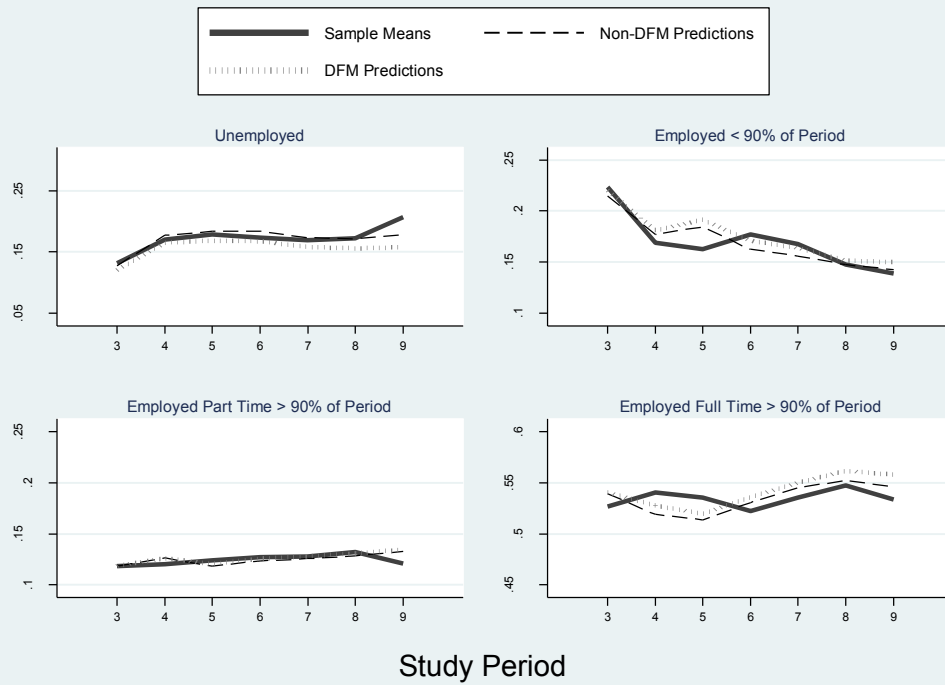 Sample Means Non-DFM Predictions
DFM Predictions
Unemployed
.25
.15
.05
3 4 5 6 7 8 9
Employed < 90% of Period
.25
.2
.15
.1
3 4 5 6 7 8 9
Employed Part Time > 90% of Period
.25
.2
.15
.1
3 4 5 6 7 8 9
Employed Full Time > 90% of Period
.6
.55
.5
.45
3 4 5 6 7 8 9
Study Period